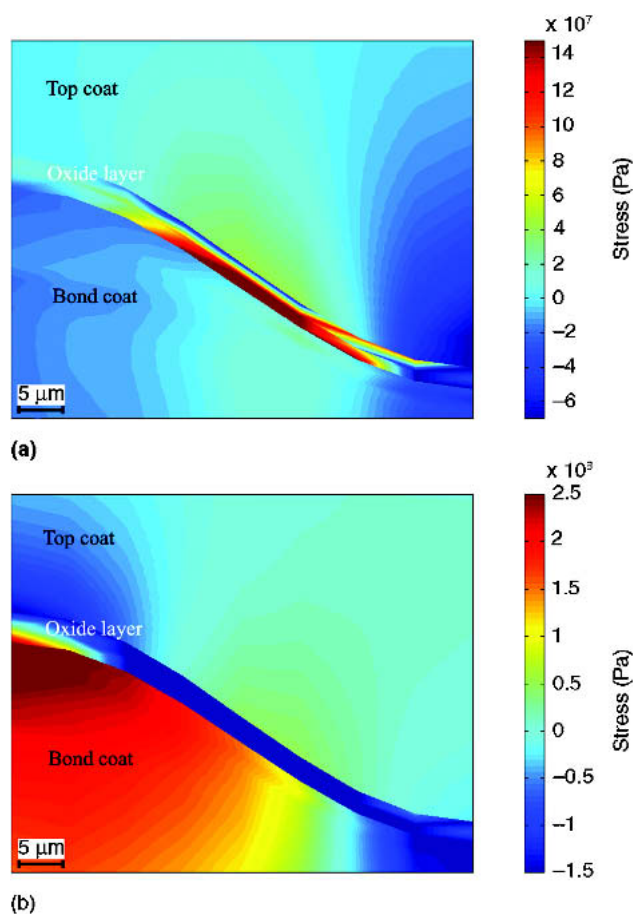 x 10⁷
14
12
10
8
6
4
2
0
−2
−4
−6
Stress (Pa)
Top coat
Oxide layer
Bond coat
5 μm
(a)
x 10³
2.5
2
1.5
1
0.5
0
−0.5
−1
−1.5
Stress (Pa)
Top coat
Oxide layer
Bond coat
5 μm
(b)